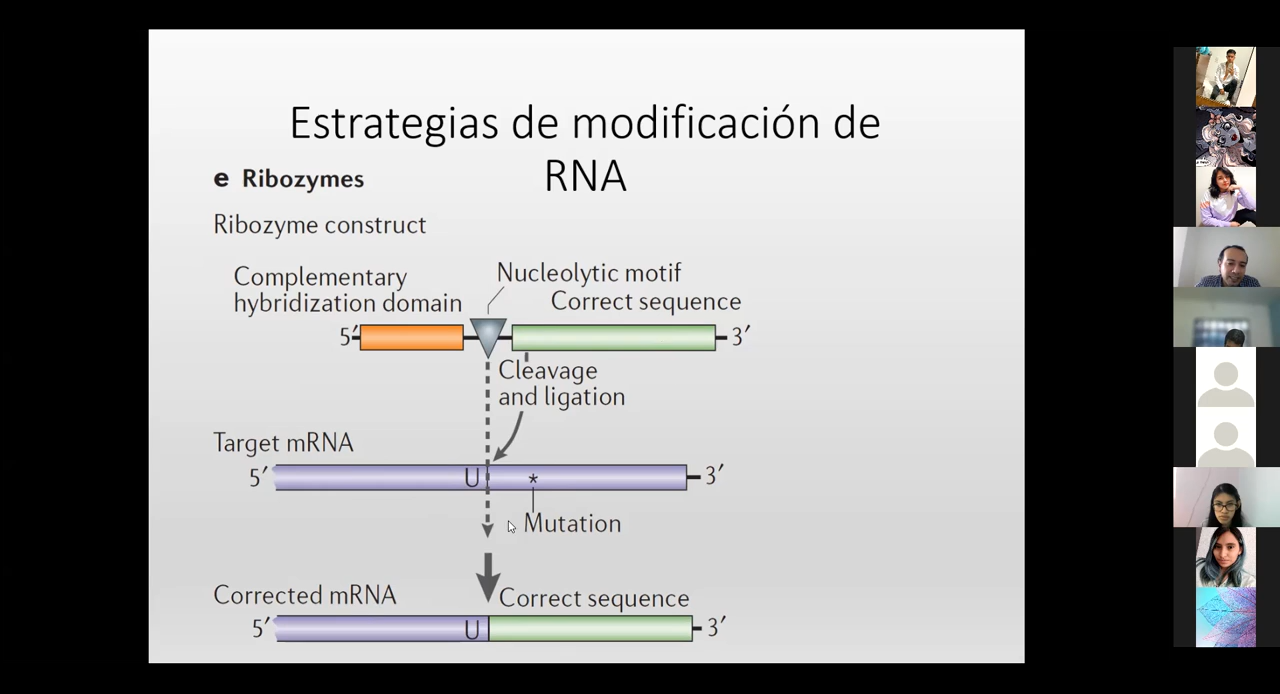 Estrategias de modificación de
RNA
e Ribozymes
Ribozyme construct
Complementary
hybridization domain
Nucleolytic motif
Correct sequence
5′
3′
Cleavage
and ligation
Target mRNA
5′
U
*
3′
Mutation
Corrected mRNA
Correct sequence
5′
U
3′